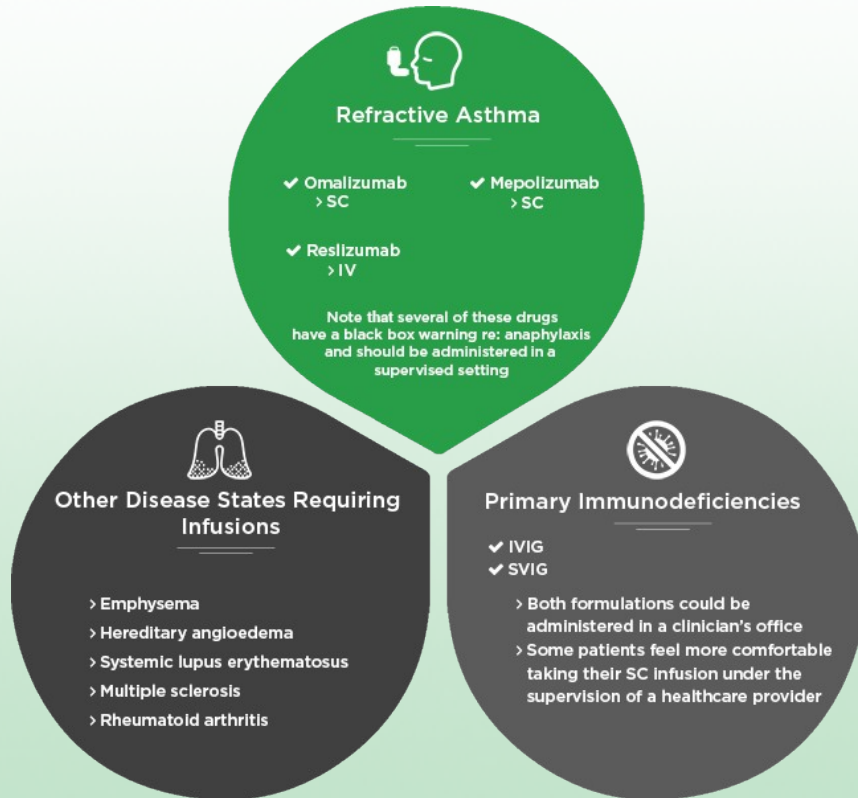 Refractive Asthma
✔ Omalizumab
> SC
✔ Mepolizumab
> SC
✔ Reslizumab
> IV
Note that several of these drugs
have a black box warning re: anaphylaxis
and should be administered in a
supervised setting
Other Disease States Requiring
Infusions
> Emphysema
> Hereditary angioedema
> Systemic lupus erythematosus
> Multiple sclerosis
> Rheumatoid arthritis
Primary Immunodeficiencies
✔ IVIG
✔ SVIG
> Both formulations could be
administered in a clinician's office
> Some patients feel more comfortable
taking their SC infusion under the
supervision of a healthcare provider